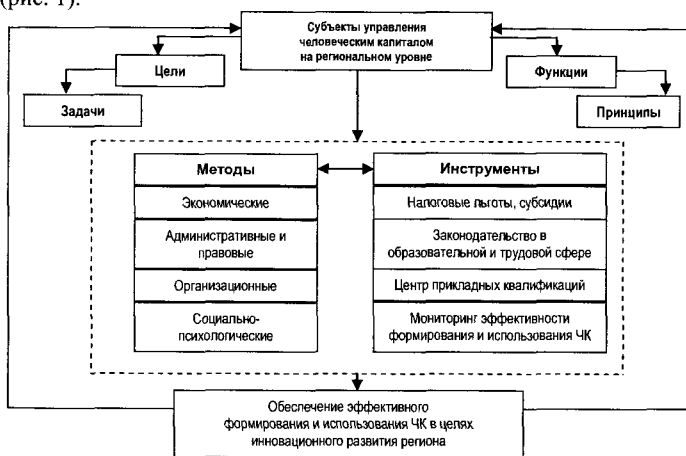 (рис. 1).
Субъекты управления
человеческим капиталом
на региональном уровне
Цели
Функции
Задачи
Принципы
Методы
Инструменты
Экономические
Налоговые льготы, субсидии
Административные и
правовые
Законодательство в
образовательной и трудовой сфере
Организационные
Центр прикладных квалификаций
Социально-
психологические
Мониторинг эффективности
формирования и использования ЧК
Обеспечение эффективного
формирования и использования ЧК в целях
инновационного развития региона